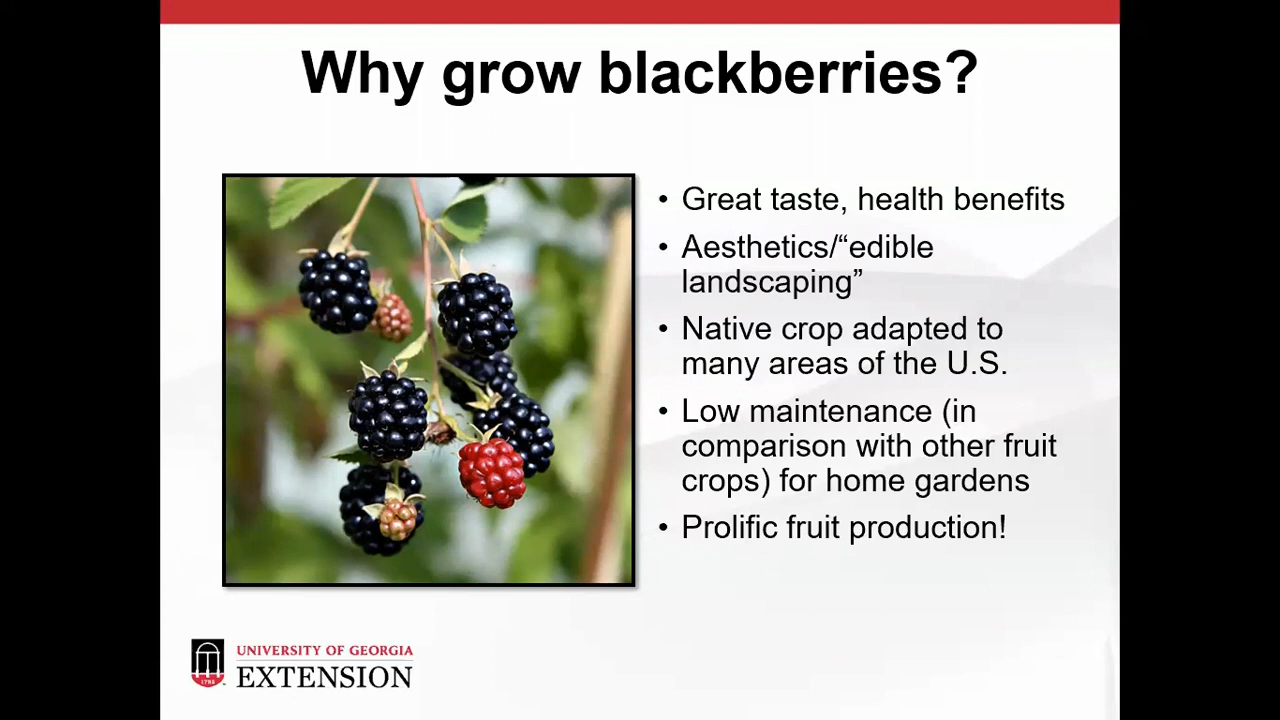 Why grow blackberries?
• Great taste, health benefits
• Aesthetics/“edible
landscaping”
• Native crop adapted to
many areas of the U.S.
• Low maintenance (in
comparison with other fruit
crops) for home gardens
• Prolific fruit production!
UNIVERSITY OF GEORGIA
EXTENSION
1785